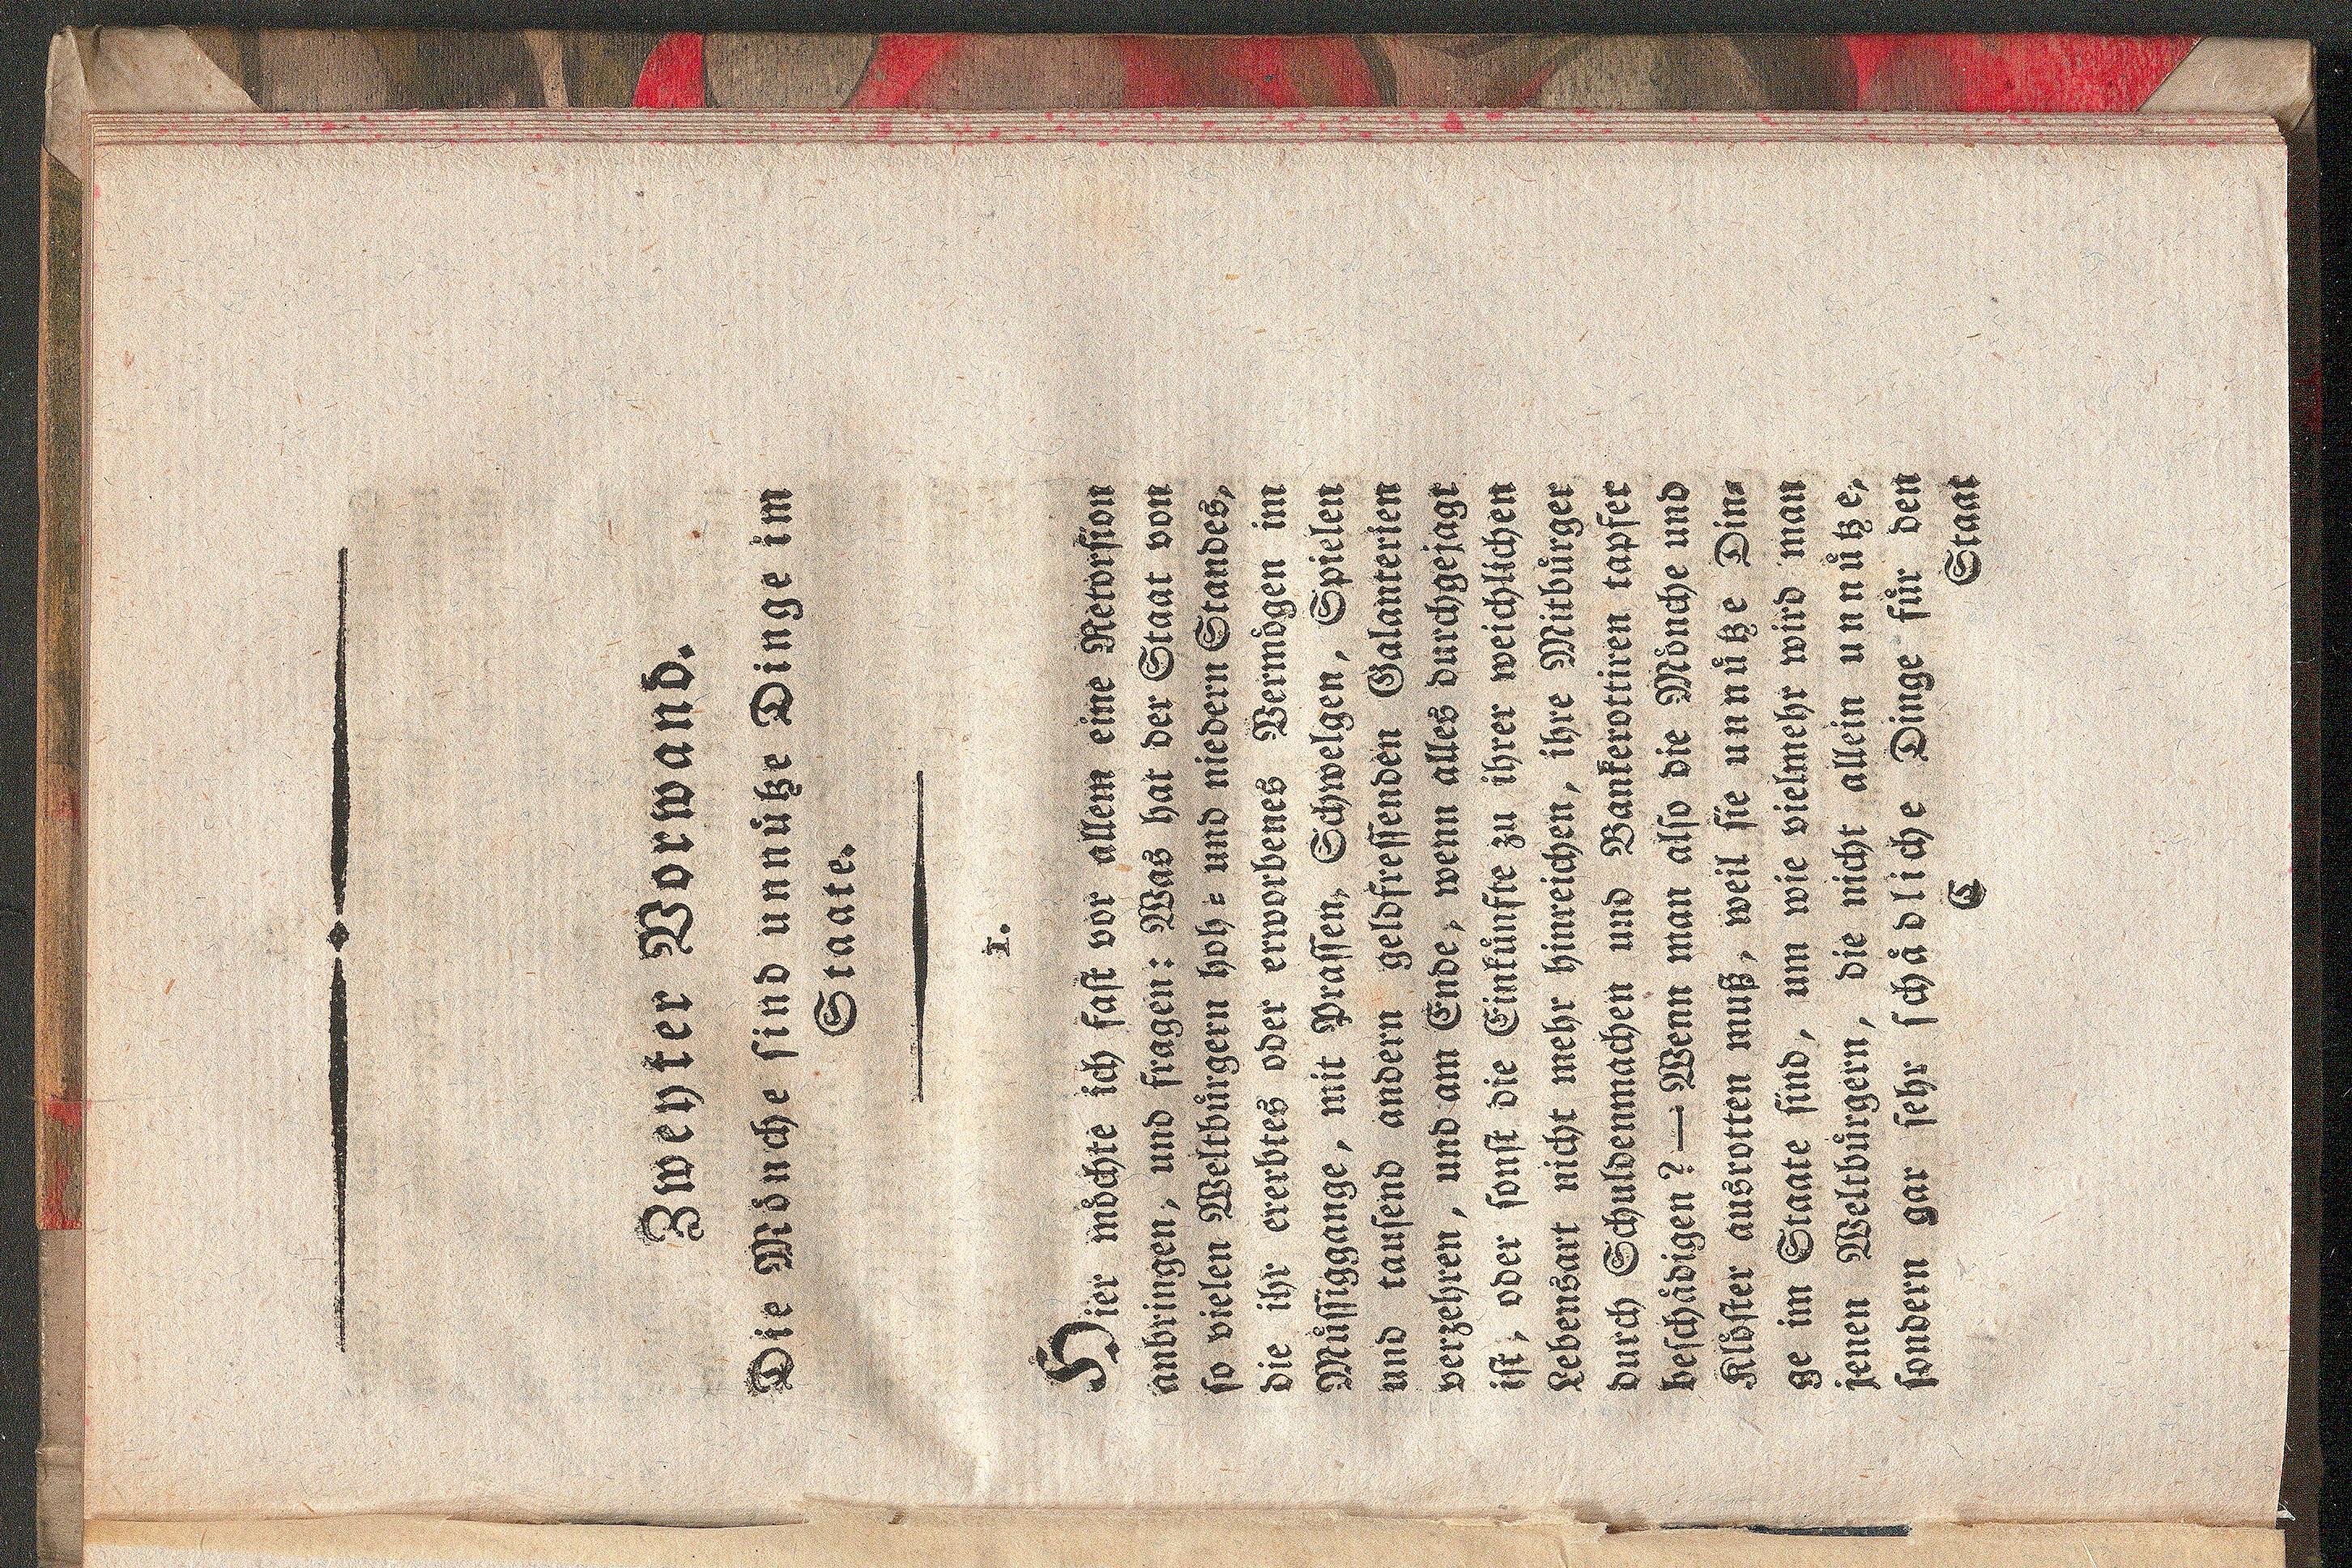 Zweyter Vorwand.
Die Mönche sind unnütze Dinge im
Staate.
1.
Hier möchte ich fast vor allem eine Retorsion
anbringen, und fragen: Was hat der Staat von
so vielen Weltbürgern hoh= und niedern Standes,
die ihr ererbtes oder erworbenes Vermögen im
Müssiggange, mit Prassen, Schwelgen, Spielen
und tausend andern geldfressenden Galanterien
verzehren, und am Ende, wenn alles durchgejagt
ist, oder sonst die Einkünfte zu ihrer weichlichen
Lebensart nicht mehr hinreichen, ihre Mitbürger
durch Schuldenmachen und Bankerottiren tapfer
beschädigen? — Wenn man also die Mönche und
Klöster ausrotten muß, weil sie unnütze Din=
ge im Staate sind, um wie vielmehr wird man
jenen Weltbürgern, die nicht allein unnütze,
sondern gar sehr schädliche Dinge für den
C Staat